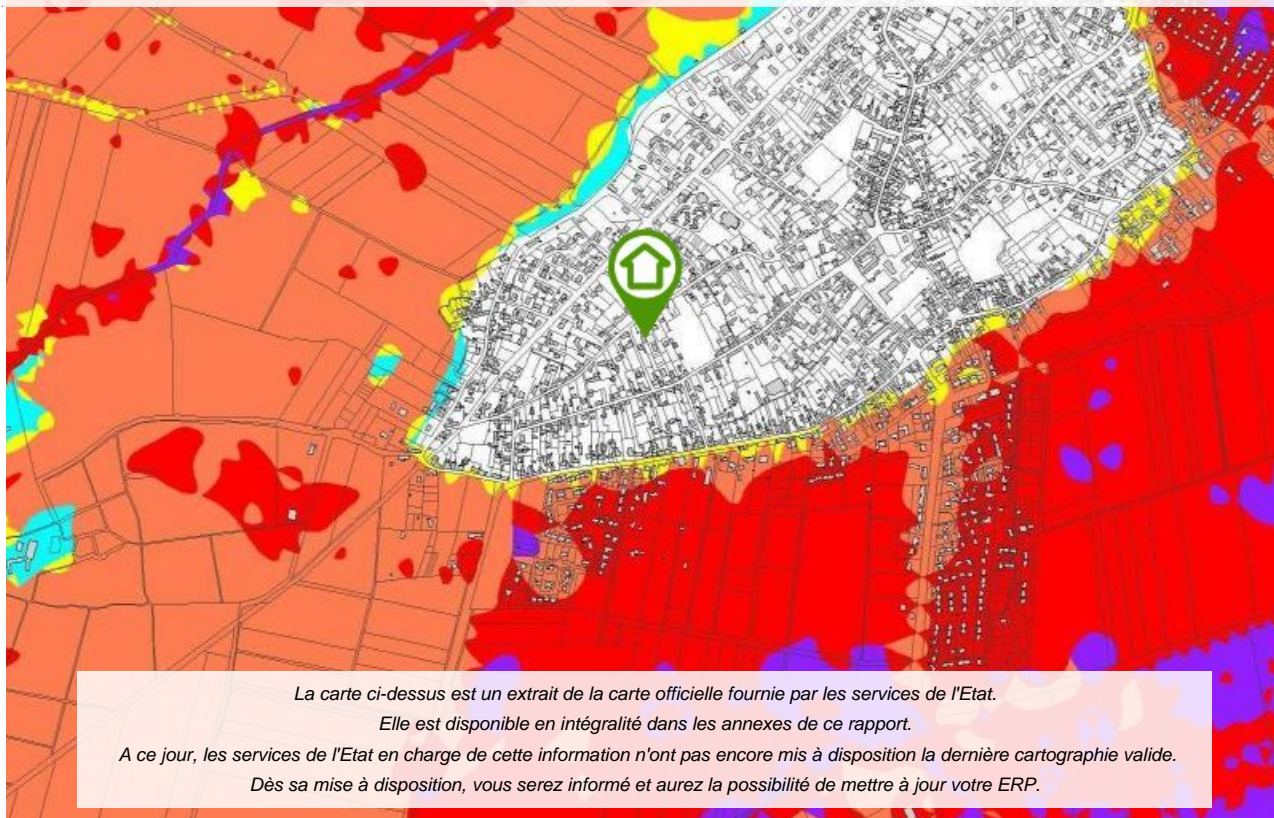 La carte ci-dessus est un extrait de la carte officielle fournie par les services de l'Etat.
Elle est disponible en intégralité dans les annexes de ce rapport.
A ce jour, les services de l'Etat en charge de cette information n'ont pas encore mis à disposition la dernière cartographie valide.
Dès sa mise à disposition, vous serez informé et aurez la possibilité de mettre à jour votre ERP.